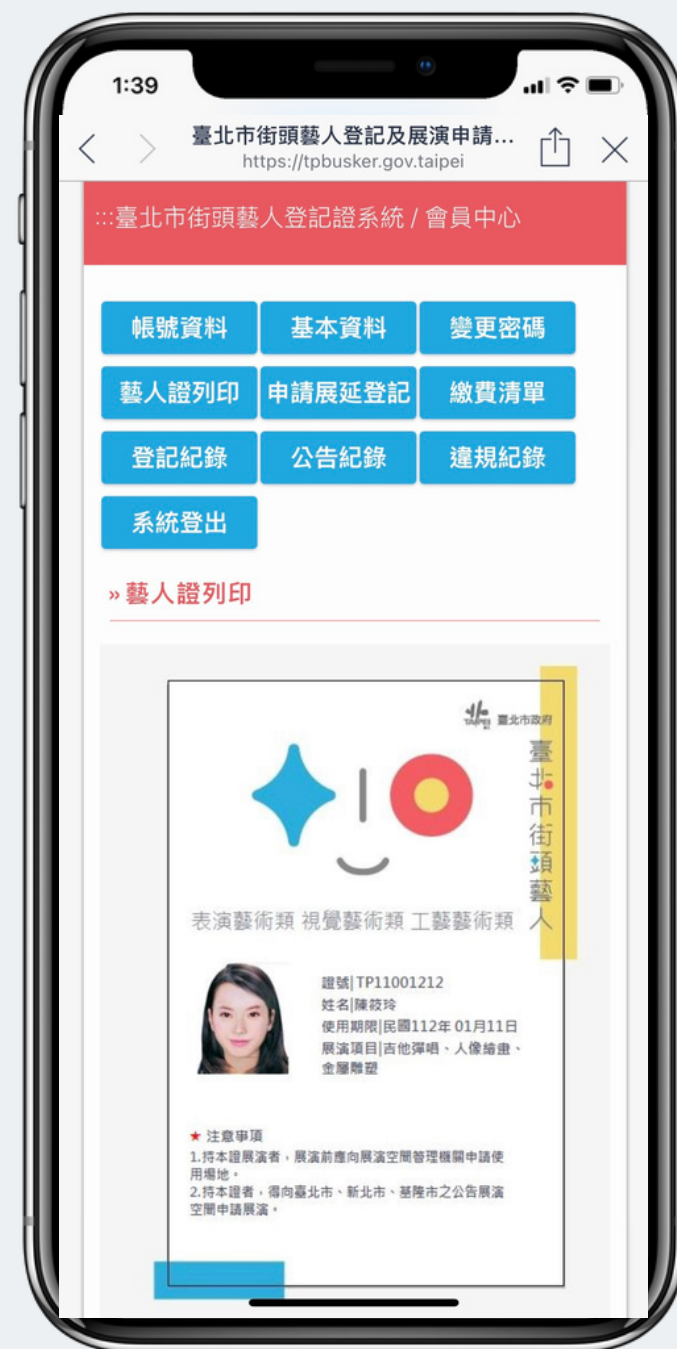 1:39
臺北市街頭藝人登記及展演申請...
https://tpbusker.gov.taipei
:::臺北市街頭藝人登記證系統 / 會員中心
帳號資料 基本資料 變更密碼
藝人證列印 申請展延登記 繳費清單
登記紀錄 公告紀錄 違規紀錄
系統登出
»藝人證列印
TAIPEI 臺北市政府
臺北市街頭藝人
表演藝術類 視覺藝術類 工藝藝術類
證號|TP11001212
姓名|陳筱玲
使用期限|民國112年 01月11日
展演項目|吉他彈唱、人像繪畫、
金屬雕塑
★ 注意事項
1.持本證展演者，展演前應向展演空間管理機關申請使
用場地。
2.持本證者，得向臺北市、新北市、基隆市之公告展演
空間申請展演。